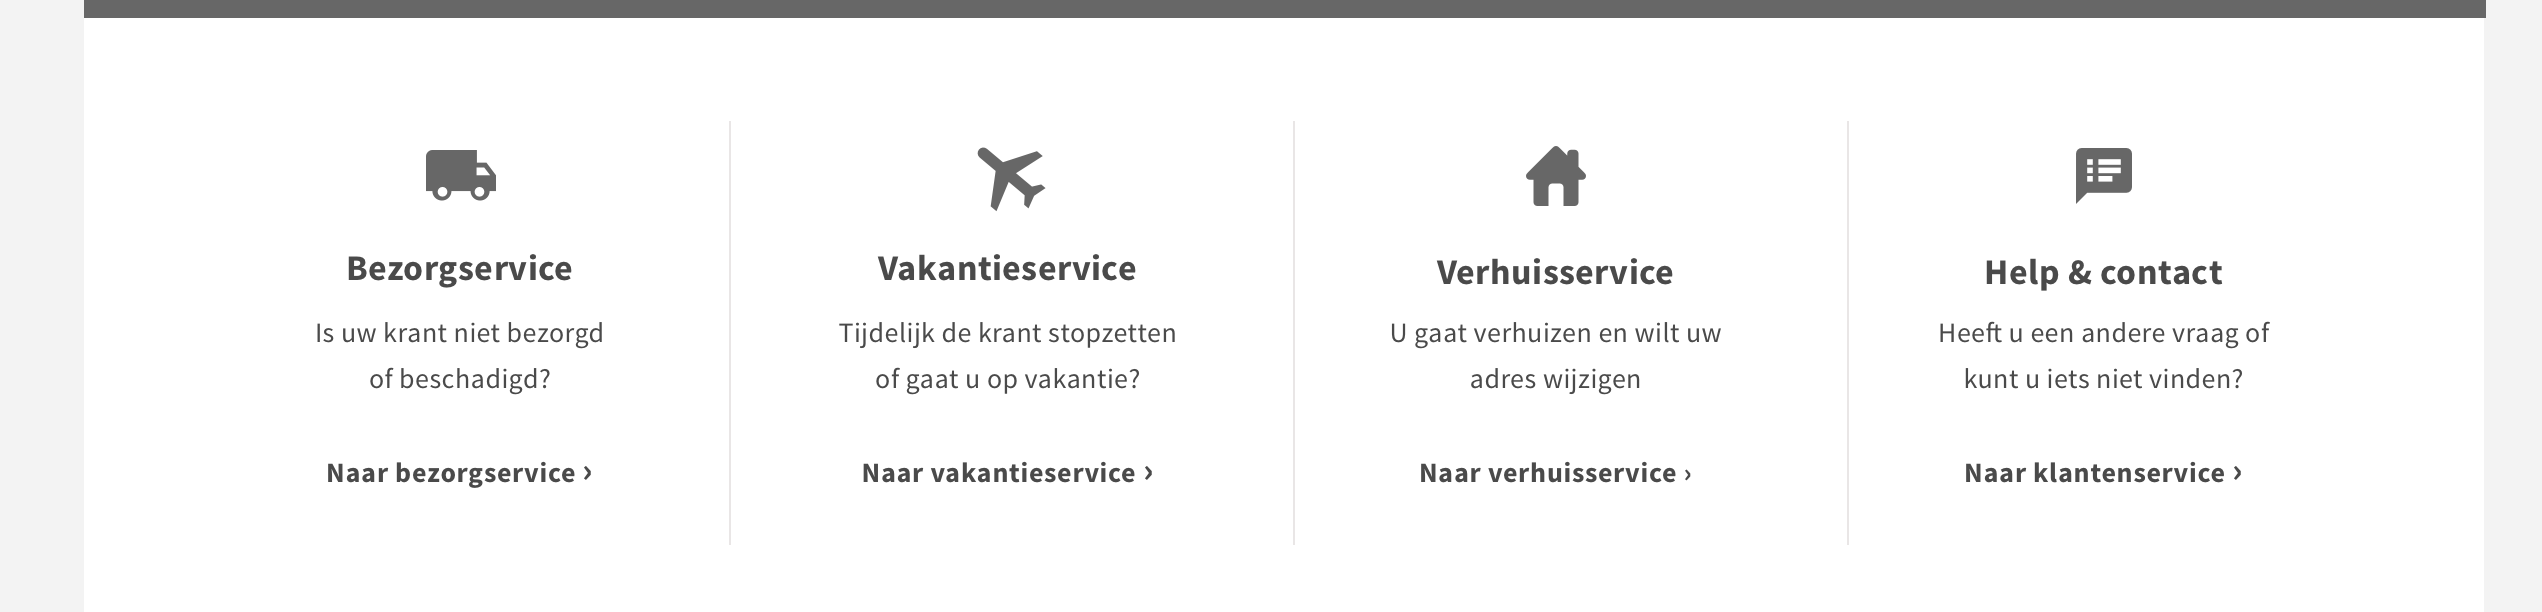 Bezorgservice
Is uw krant niet bezorgd
of beschadigd?
Naar bezorgservice ›
Vakantieservice
Tijdelijk de krant stopzetten
of gaat u op vakantie?
Naar vakantieservice ›
Verhuisservice
U gaat verhuizen en wilt uw
adres wijzigen
Naar verhuisservice ›
Help & contact
Heeft u een andere vraag of
kunt u iets niet vinden?
Naar klantenservice ›